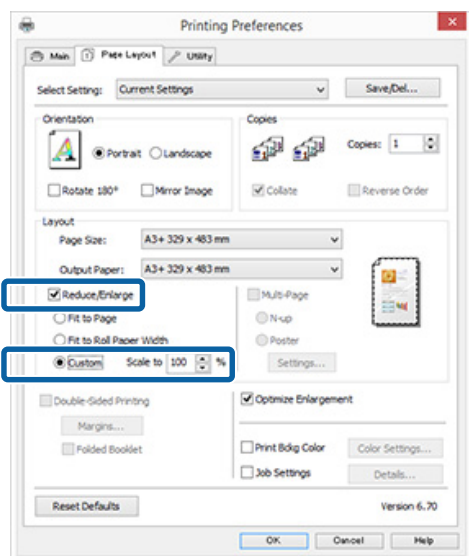 Printing Preferences
Main Page Layout Utility
Select Setting: Current Settings Save/Del...
Orientation
Portrait Landscape
Rotate 180° Mirror Image
Copies
Copies: 1
Collate Reverse Order
Layout
Page Size: A3+ 329 x 483 mm
Output Paper: A3+ 329 x 483 mm
Reduce/Enlarge
Fit to Page
Fit to Roll Paper Width
Custom Scale to 100 %
Multi-Page
N-up
Poster
Settings...
Double-Sided Printing
Margins...
Folded Booklet
Optimize Enlargement
Print Bckg Color Color Settings...
Job Settings Details...
Reset Defaults Version 6.70
OK Cancel Help